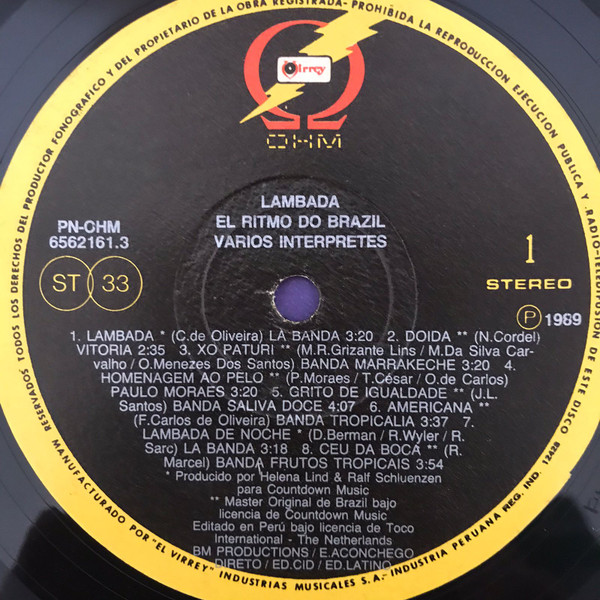 RESERVADOS TODOS LOS DERECHOS DEL PRODUCTOR FONOGRAFICO Y DEL PROPIETARIO DE LA OBRA REGISTRADA - PROHIBIDA LA REPRODUCCION EJECUCION PUBLICA Y RADIO-TELEDIFUSION DE ESTE DISCO
Virrey
OHM
LAMBADA
EL RITMO DO BRAZIL
VARIOS INTERPRETES
PN-OHM
6562161.3
ST 33
1
STEREO
P 1989
1. LAMBADA * (C.de Oliveira) LA BANDA 3:20 2. DOIDA ** (N.Cordel)
VITORIA 2:35 3. XO PATURI ** (M.R.Grizante Lins / M.Da Silva Car-
valho / O.Menezes Dos Santos) BANDA MARRAKECHE 3:20 4.
HOMENAGEM AO PELO ** (P.Moraes / T.César / O.de Carlos)
PAULO MORAES 3:20 5. GRITO DE IGUALDADE ** (J.L.
Santos) BANDA SALIVA DOCE 4:07 6. AMERICANA **
(F.Carlos de Oliveira) BANDA TROPICALIA 3:37 7.
LAMBADA DE NOCHE * (D.Berman / R.Wyler / R.
Sarc) LA BANDA 3:18 8. CEU DA BOCA ** (R.
Marcel) BANDA FRUTOS TROPICAIS 3:54
* Producido por Helena Lind & Ralf Schluenzen
para Countdown Music
** Master Original de Brazil bajo
licencia de Countdown Music
Editado en Perú bajo licencia de Toco
International - The Netherlands
BM PRODUCTIONS / E.ACONCHEGO
DIRETO / ED.CID / ED.LATINO
MANUFACTURADO POR "EL VIRREY" INDUSTRIAS MUSICALES S.A. - INDUSTRIA PERUANA REG. IND. 12428